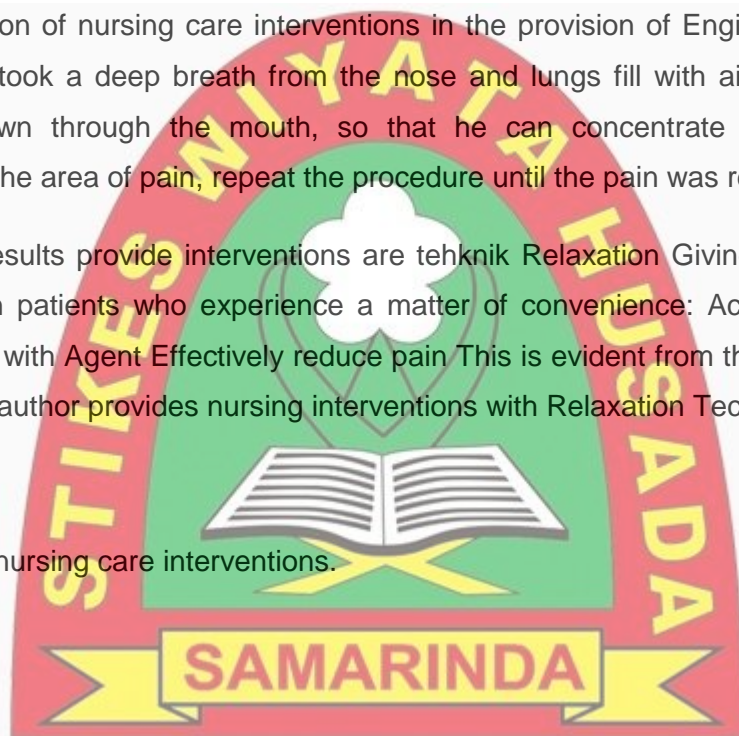 on of nursing care interventions in the provision of Engi
took a deep breath from the nose and lungs fill with ai
wn through the mouth, so that he can concentrate
he area of pain, repeat the procedure until the pain was r
esults provide interventions are tehknik Relaxation Givin
patients who experience a matter of convenience: Ac
with Agent Effectively reduce pain This is evident from th
author provides nursing interventions with Relaxation Tec
nursing care interventions.
STIKES WIYATA HUSADA
SAMARINDA